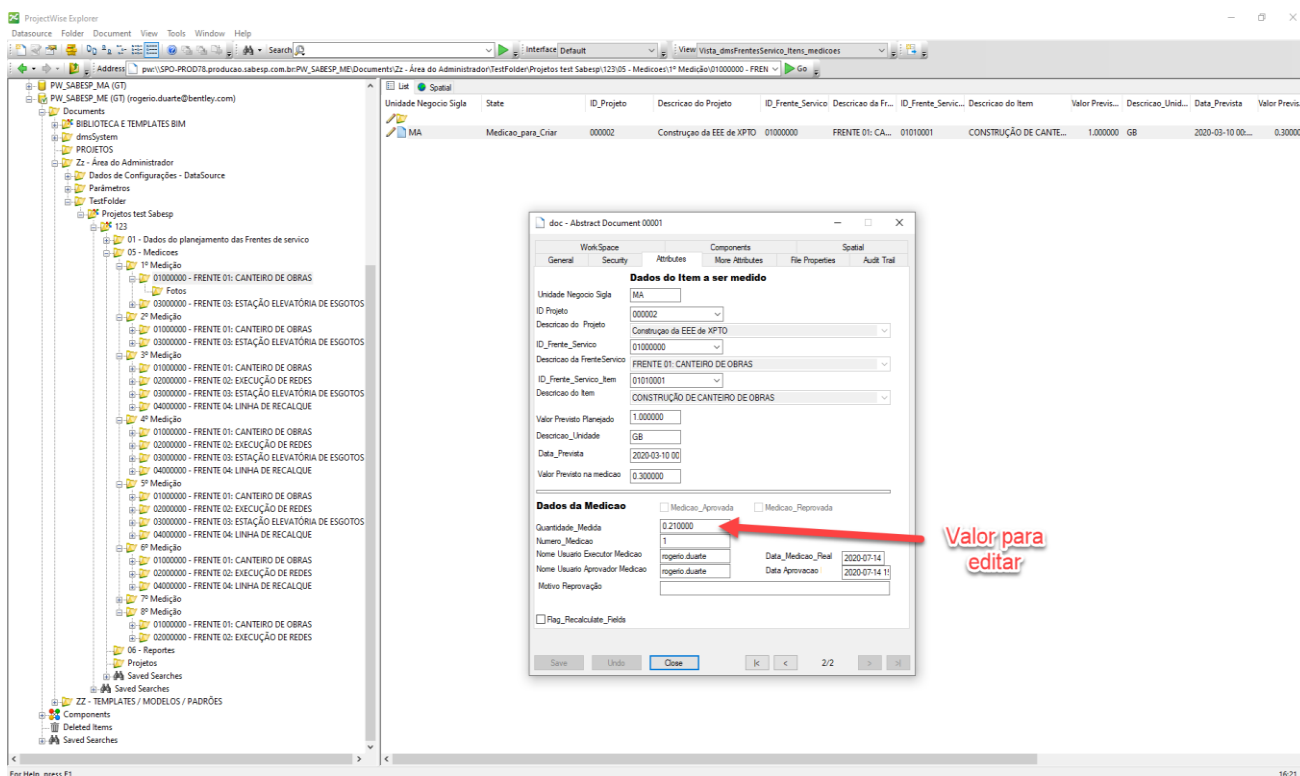 ProjectWise Explorer
Datasource Folder Document View Tools Window Help
Search Interface Default View Vista_dmsFrentesServico_Itens_medicoes
Address pw:\\SPO-PROD78.producao.sabesp.com.br:PW_SABESP_ME\Documents\Zz - Área do Administrador\TestFolder\Projetos test Sabesp\123\05 - Medicoes\1º Medição\01000000 - FREN Go
PW_SABESP_MA (GT)
PW_SABESP_ME (GT) (rogerio.duarte@bentley.com)
Documents
BIBLIOTECA E TEMPLATES BIM
dmsSystem
PROJETOS
Zz - Área do Administrador
Dados de Configurações - DataSource
Parâmetros
TestFolder
Projetos test Sabesp
123
01 - Dados do planejamento das Frentes de servico
05 - Medicoes
1º Medição
01000000 - FRENTE 01: CANTEIRO DE OBRAS
Fotos
03000000 - FRENTE 03: ESTAÇÃO ELEVATÓRIA DE ESGOTOS
2º Medição
01000000 - FRENTE 01: CANTEIRO DE OBRAS
03000000 - FRENTE 03: ESTAÇÃO ELEVATÓRIA DE ESGOTOS
3º Medição
01000000 - FRENTE 01: CANTEIRO DE OBRAS
02000000 - FRENTE 02: EXECUÇÃO DE REDES
03000000 - FRENTE 03: ESTAÇÃO ELEVATÓRIA DE ESGOTOS
04000000 - FRENTE 04: LINHA DE RECALQUE
4º Medição
01000000 - FRENTE 01: CANTEIRO DE OBRAS
02000000 - FRENTE 02: EXECUÇÃO DE REDES
03000000 - FRENTE 03: ESTAÇÃO ELEVATÓRIA DE ESGOTOS
04000000 - FRENTE 04: LINHA DE RECALQUE
5º Medição
01000000 - FRENTE 01: CANTEIRO DE OBRAS
02000000 - FRENTE 02: EXECUÇÃO DE REDES
03000000 - FRENTE 03: ESTAÇÃO ELEVATÓRIA DE ESGOTOS
04000000 - FRENTE 04: LINHA DE RECALQUE
6º Medição
01000000 - FRENTE 01: CANTEIRO DE OBRAS
02000000 - FRENTE 02: EXECUÇÃO DE REDES
04000000 - FRENTE 04: LINHA DE RECALQUE
7º Medição
8º Medição
01000000 - FRENTE 01: CANTEIRO DE OBRAS
02000000 - FRENTE 02: EXECUÇÃO DE REDES
06 - Reportes
Projetos
Saved Searches
Saved Searches
ZZ - TEMPLATES / MODELOS / PADRÕES
Components
Deleted Items
Saved Searches
List Spatial
Unidade Negocio Sigla State ID_Projeto Descricao do Projeto ID_Frente_Servico Descricao da Fr... ID_Frente_Servic... Descricao do Item Valor Previs... Descricao_Unid... Data_Prevista Valor Previs
MA Medicao_para_Criar 000002 Construçao da EEE de XPTO 01000000 FRENTE 01: CA... 01010001 CONSTRUÇÃO DE CANTE... 1.000000 GB 2020-03-10 00:... 0.30000
doc - Abstract Document 00001
WorkSpace Components Spatial
General Security Attributes More Attributes File Properties Audit Trail
Dados do Item a ser medido
Unidade Negocio Sigla MA
ID Projeto 000002
Descricao do Projeto Construçao da EEE de XPTO
ID_Frente_Servico 01000000
Descricao da FrenteServico FRENTE 01: CANTEIRO DE OBRAS
ID_Frente_Servico_Item 01010001
Descricao do Item CONSTRUÇÃO DE CANTEIRO DE OBRAS
Valor Previsto Planejado 1.000000
Descricao_Unidade GB
Data_Prevista 2020-03-10 00
Valor Previsto na medicao 0.300000
Dados da Medicao Medicao_Aprovada Medicao_Reprovada
Quantidade_Medida 0.210000
Numero_Medicao 1
Nome Usuario Executor Medicao rogerio.duarte Data_Medicao_Real 2020-07-14
Nome Usuario Aprovador Medicao rogerio.duarte Data Aprovacao 2020-07-14 1
Motivo Reprovação
Flag_Recalculate_Fields
Save Undo Close |< < 2/2 > >|
Valor para
editar
For Help, press F1 16:21